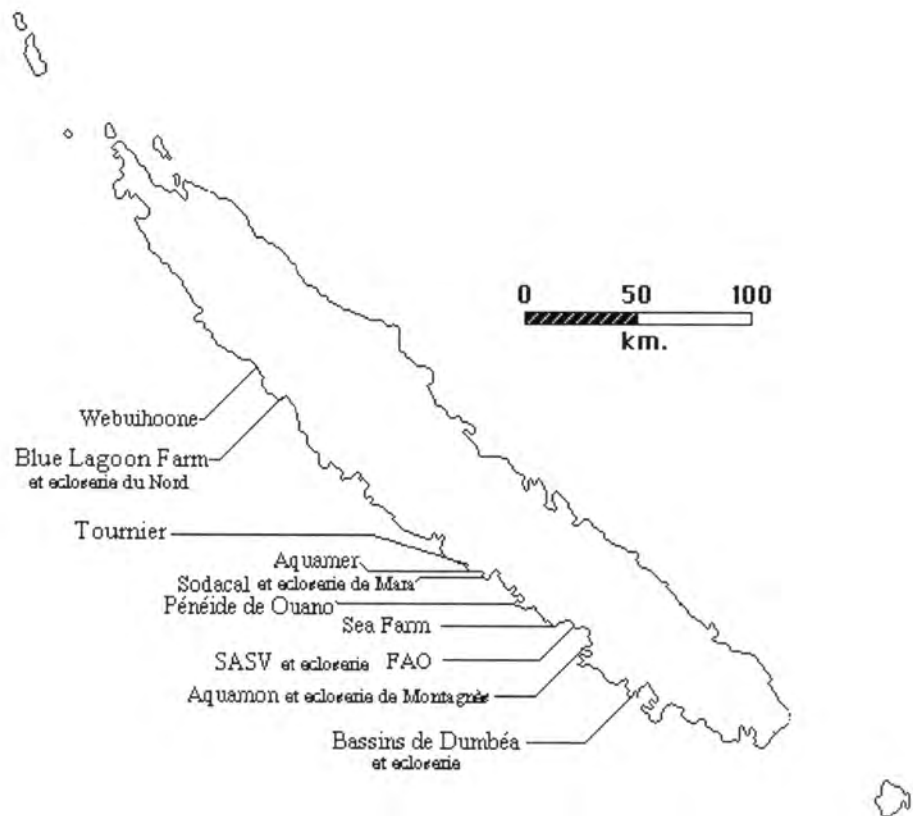 0 50 100
km.
Webuihoone
Blue Lagoon Farm
et ecloserie du Nord
Tournier
Aquamer
Sodacal et ecloserie de Mara
Pénéide de Ouano
Sea Farm
SASV et ecloserie FAO
Aquamon et ecloserie de Montagnès
Bassins de Dumbéa
et ecloserie